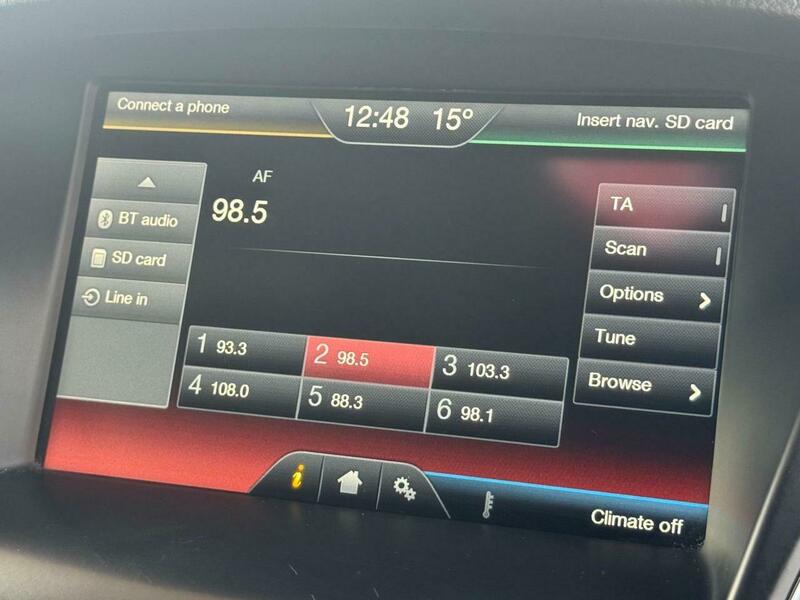 Connect a phone
12:48 15°
Insert nav. SD card
AF
98.5
BT audio
SD card
Line in
TA
Scan
Options
Tune
Browse
1 93.3
2 98.5
3 103.3
4 108.0
5 88.3
6 98.1
i
Climate off